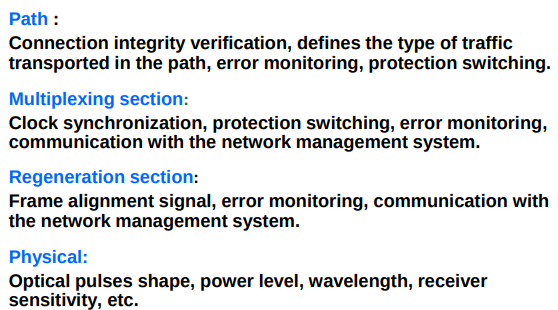 Path :
Connection integrity verification, defines the type of traffic
transported in the path, error monitoring, protection switching.
Multiplexing section:
Clock synchronization, protection switching, error monitoring,
communication with the network management system.
Regeneration section:
Frame alignment signal, error monitoring, communication with
the network management system.
Physical:
Optical pulses shape, power level, wavelength, receiver
sensitivity, etc.